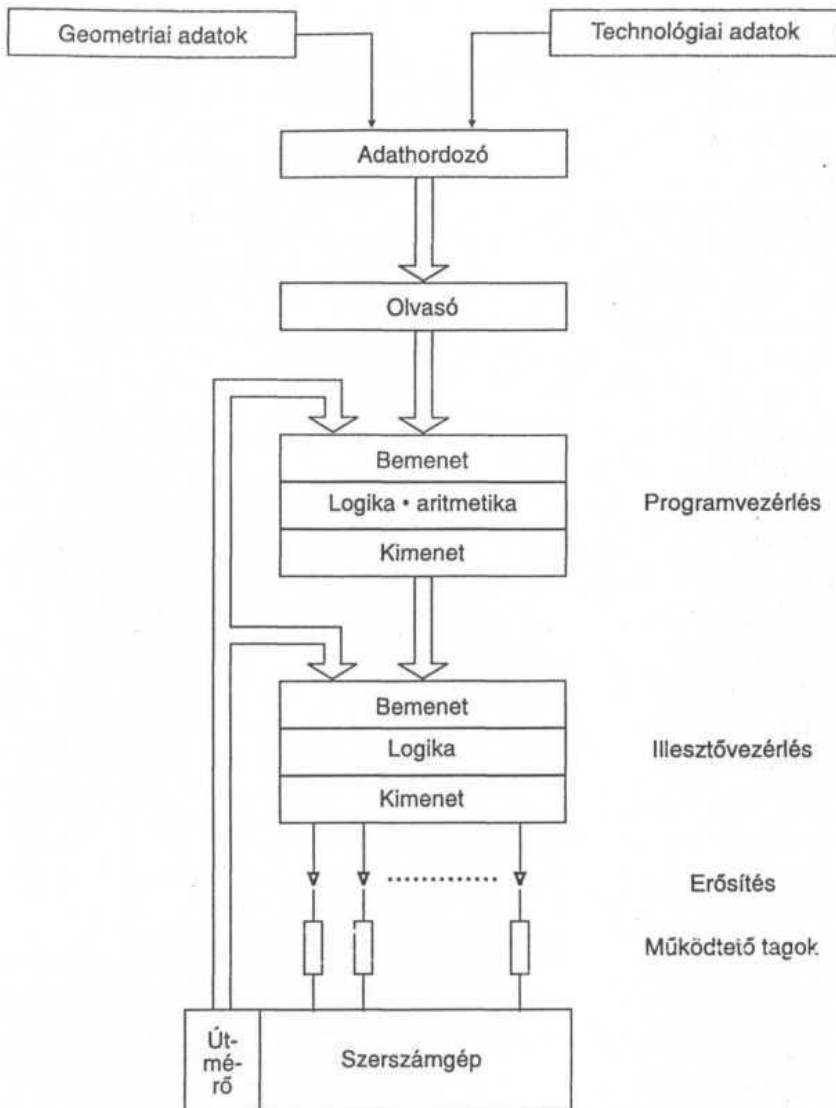 Geometriai adatok
Technológiai adatok
Adathordozó
Olvasó
Bemenet
Logika • aritmetika
Kimenet
Programvezérlés
Bemenet
Logika
Kimenet
Illesztővezérlés
Erősítés
Működtető tagok
Út-
mé-
rő
Szerszámgép